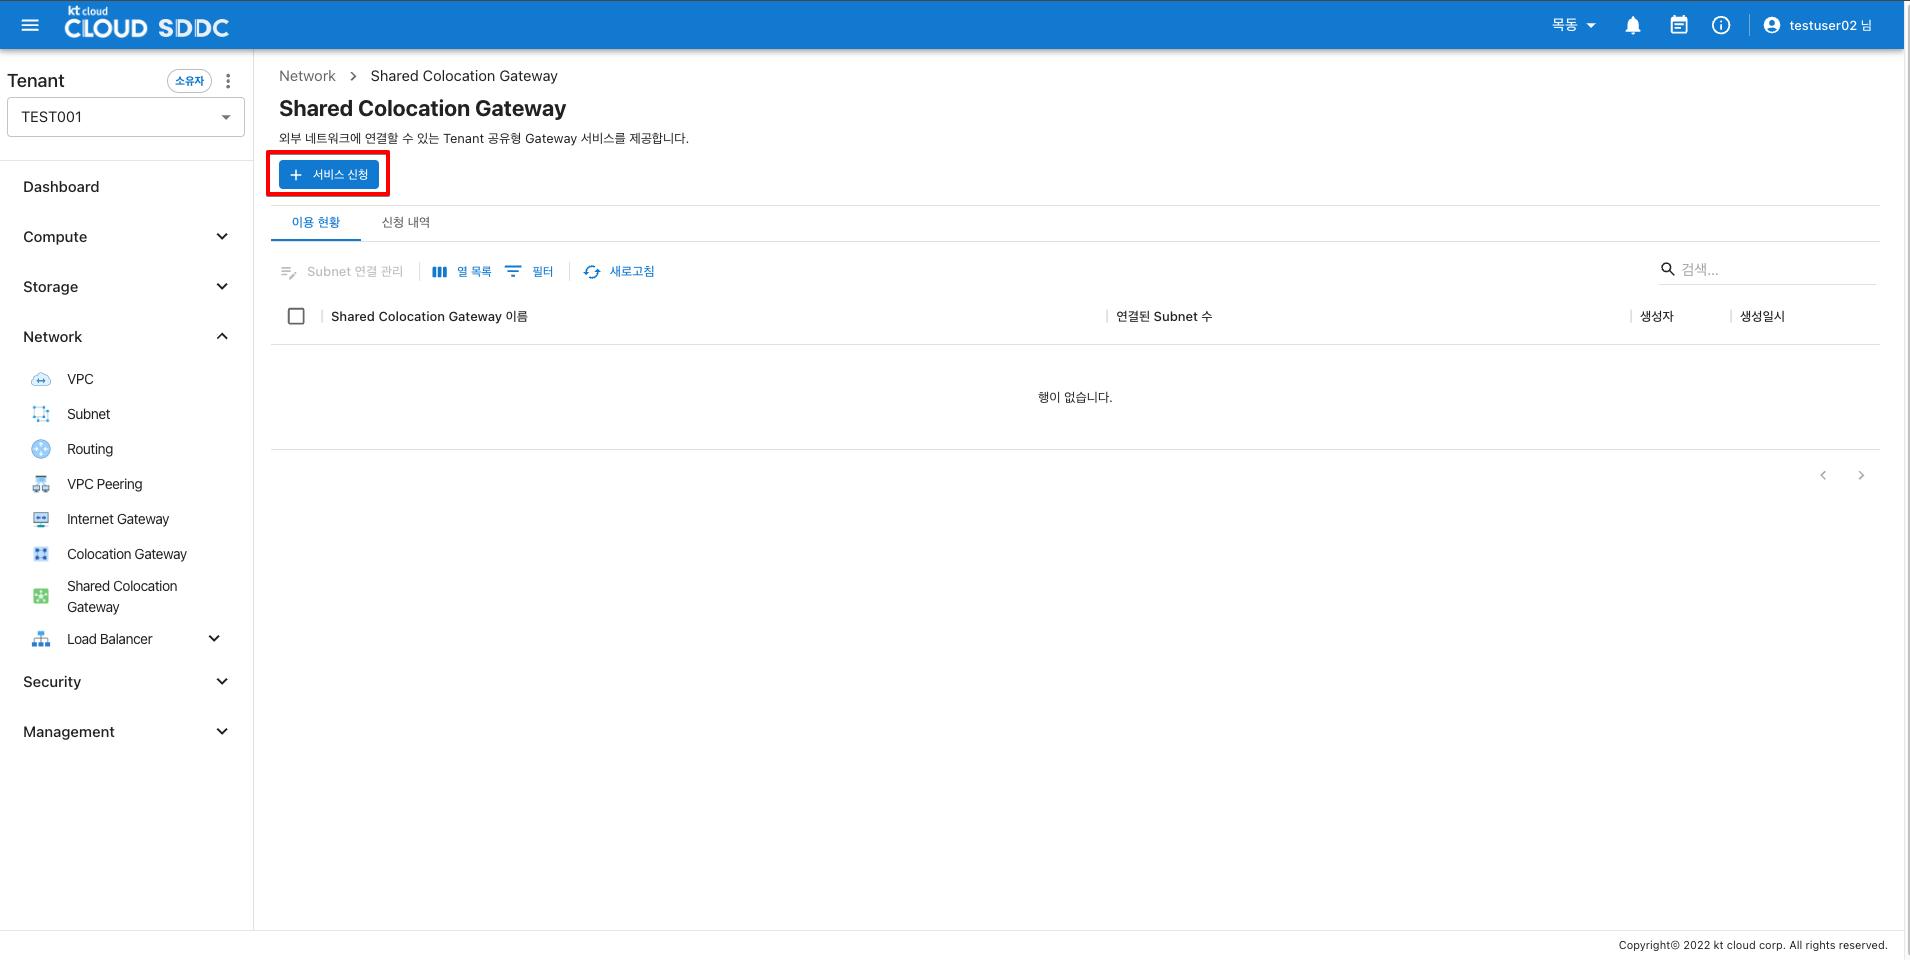 kt cloud
CLOUD SDDC
목동
testuser02 님
Tenant
소유자
TEST001
Dashboard
Compute
Storage
Network
VPC
Subnet
Routing
VPC Peering
Internet Gateway
Colocation Gateway
Shared Colocation
Gateway
Load Balancer
Security
Management
Network > Shared Colocation Gateway
Shared Colocation Gateway
외부 네트워크에 연결할 수 있는 Tenant 공유형 Gateway 서비스를 제공합니다.
+ 서비스 신청
이용 현황 신청 내역
Subnet 연결 관리 열 목록 필터 새로고침 검색...
Shared Colocation Gateway 이름 연결된 Subnet 수 생성자 생성일시
행이 없습니다.
Copyright© 2022 kt cloud corp. All rights reserved.